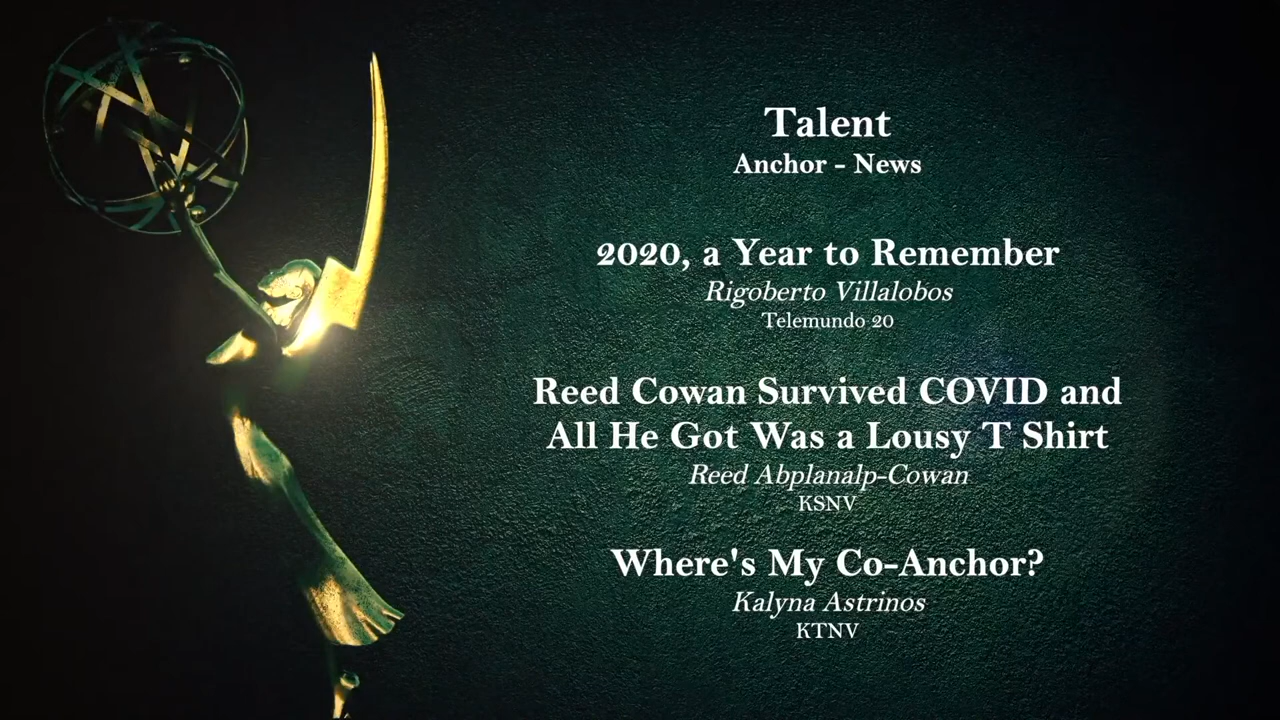 Talent
Anchor - News
2020, a Year to Remember
Rigoberto Villalobos
Telemundo 20
Reed Cowan Survived COVID and
All He Got Was a Lousy T Shirt
Reed Abplanalp-Cowan
KSNV
Where's My Co-Anchor?
Kalyna Astrinos
KTNV